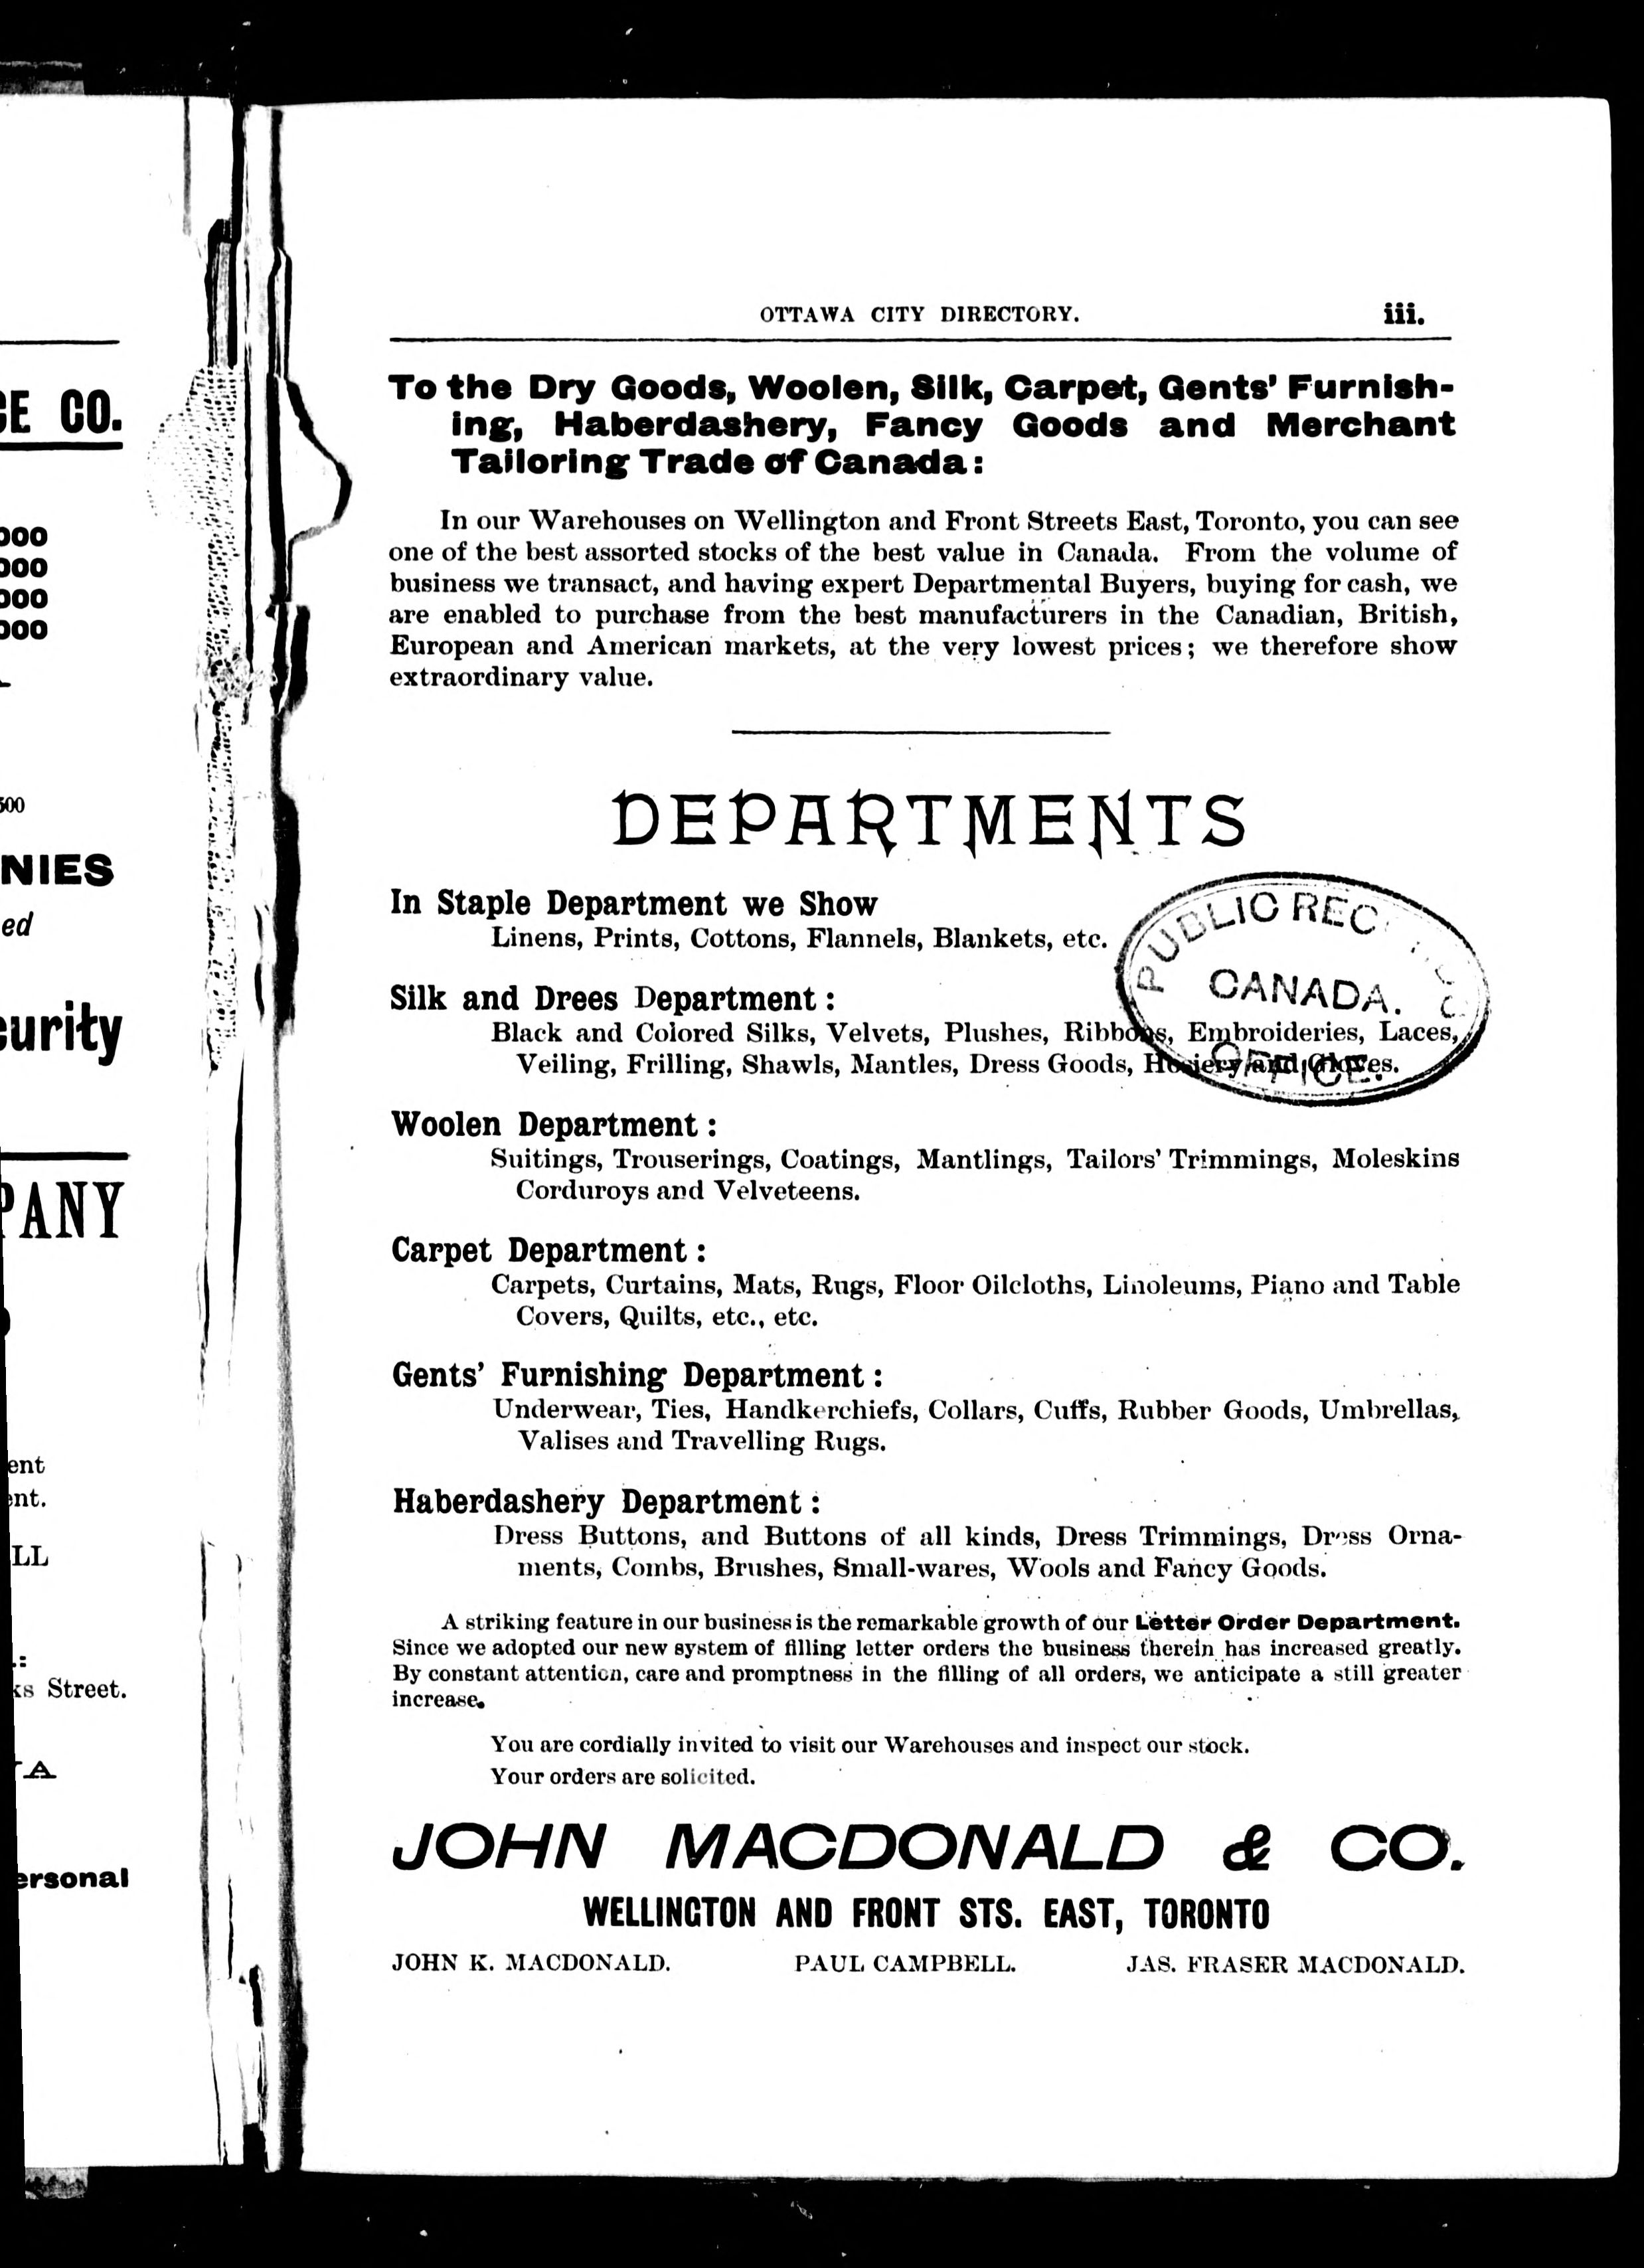 OTTAWA CITY DIRECTORY. iii.
To the Dry Goods, Woolen, Silk, Carpet, Gents' Furnish-
ing, Haberdashery, Fancy Goods and Merchant
Tailoring Trade of Canada:
In our Warehouses on Wellington and Front Streets East, Toronto, you can see
one of the best assorted stocks of the best value in Canada. From the volume of
business we transact, and having expert Departmental Buyers, buying for cash, we
are enabled to purchase from the best manufacturers in the Canadian, British,
European and American markets, at the very lowest prices; we therefore show
extraordinary value.
DEPARTMENTS
In Staple Department we Show
Linens, Prints, Cottons, Flannels, Blankets, etc.
PUBLIC REC
CANADA.
OFFICE.
Silk and Drees Department:
Black and Colored Silks, Velvets, Plushes, Ribbons, Embroideries, Laces,
Veiling, Frilling, Shawls, Mantles, Dress Goods, Hosiery and Gloves.
Woolen Department:
Suitings, Trouserings, Coatings, Mantlings, Tailors' Trimmings, Moleskins
Corduroys and Velveteens.
Carpet Department:
Carpets, Curtains, Mats, Rugs, Floor Oilcloths, Linoleums, Piano and Table
Covers, Quilts, etc., etc.
Gents' Furnishing Department:
Underwear, Ties, Handkerchiefs, Collars, Cuffs, Rubber Goods, Umbrellas,
Valises and Travelling Rugs.
Haberdashery Department:
Dress Buttons, and Buttons of all kinds, Dress Trimmings, Dress Orna-
ments, Combs, Brushes, Small-wares, Wools and Fancy Goods.
A striking feature in our business is the remarkable growth of our Letter Order Department.
Since we adopted our new system of filling letter orders the business therein has increased greatly.
By constant attention, care and promptness in the filling of all orders, we anticipate a still greater
increase.
You are cordially invited to visit our Warehouses and inspect our stock.
Your orders are solicited.
JOHN MACDONALD & CO.
WELLINGTON AND FRONT STS. EAST, TORONTO
JOHN K. MACDONALD. PAUL CAMPBELL. JAS. FRASER MACDONALD.
CO.
000
000
000
000
500
NIES
ed
urity
PANY
ent
ent.
LL
Street.
A
ersonal